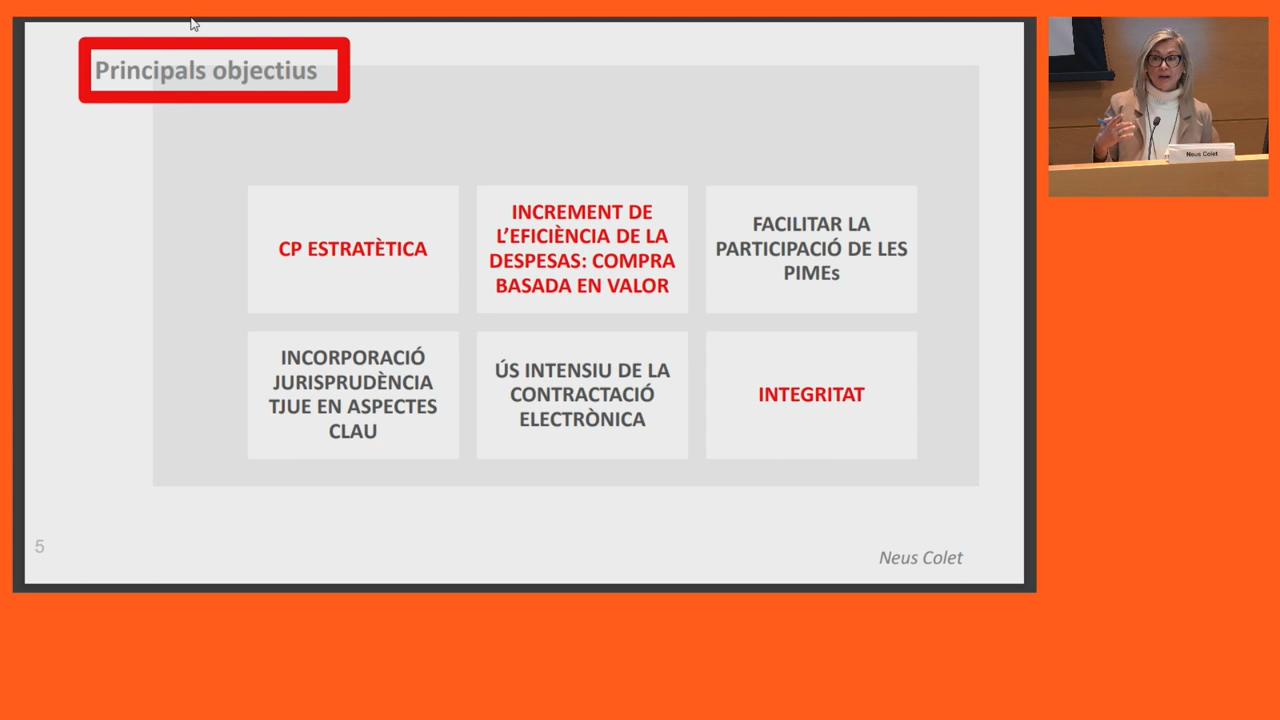 Principals objectius
CP ESTRATÈTICA
INCREMENT DE
L'EFICIÈNCIA DE LA
DESPESAS: COMPRA
BASADA EN VALOR
FACILITAR LA
PARTICIPACIÓ DE LES
PIMEs
INCORPORACIÓ
JURISPRUDÈNCIA
TJUE EN ASPECTES
CLAU
ÚS INTENSIU DE LA
CONTRACTACIÓ
ELECTRÒNICA
INTEGRITAT
5
Neus Colet
Neus Colet